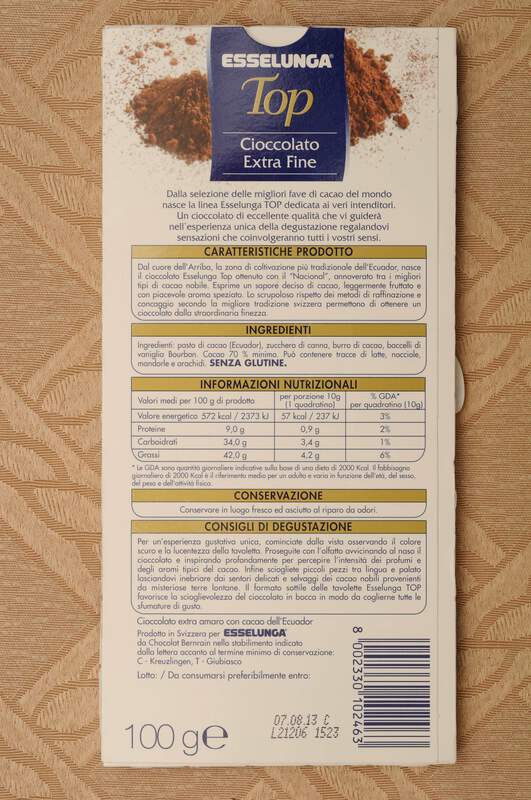 ESSELUNGA®
Top
Cioccolato
Extra Fine
Dalla selezione delle migliori fave di cacao del mondo
nasce la linea Esselunga TOP dedicata ai veri intenditori.
Un cioccolato di eccellente qualità che vi guiderà
nell'esperienza unica della degustazione regalandovi
sensazioni che coinvolgeranno tutti i vostri sensi.
CARATTERISTICHE PRODOTTO
Dal cuore dell'Arriba, la zona di coltivazione più tradizionale dell'Ecuador, nasce
il cioccolato Esselunga Top ottenuto con il "Nacional", annoverato tra i migliori
tipi di cacao nobile. Esprime un sapore deciso di cacao, leggermente fruttato e
con piacevole aroma speziato. Lo scrupoloso rispetto dei metodi di raffinazione e
concaggio secondo la migliore tradizione svizzera permettono di ottenere un
cioccolato dalla straordinaria finezza.
INGREDIENTI
Ingredienti: pasta di cacao (Ecuador), zucchero di canna, burro di cacao, baccelli di
vaniglia Bourbon. Cacao 70 % minimo. Può contenere tracce di latte, nocciole,
mandorle e arachidi. SENZA GLUTINE.
INFORMAZIONI NUTRIZIONALI
Valori medi per 100 g di prodotto per porzione 10g (1 quadratino) % GDA* per quadratino (10g)
Valore energetico 572 kcal / 2373 kJ 57 kcal / 237 kJ 3%
Proteine 9,0 g 0,9 g 2%
Carboidrati 34,0 g 3,4 g 1%
Grassi 42,0 g 4,2 g 6%
* Le GDA sono quantità giornaliere indicative sulla base di una dieta di 2000 Kcal. Il fabbisogno
giornaliero di 2000 Kcal è il riferimento medio per un adulto e varia in funzione dell'età, del sesso,
del peso e dell'attività fisica.
CONSERVAZIONE
Conservare in luogo fresco ed asciutto al riparo da odori.
CONSIGLI DI DEGUSTAZIONE
Per un'esperienza gustativa unica, cominciate dalla vista osservando il colore
scuro e la lucentezza della tavoletta. Proseguite con l'olfatto avvicinando al naso il
cioccolato e inspirando profondamente per percepire l'intensità dei profumi e
degli aromi tipici del cacao. Infine sciogliete piccoli pezzi tra lingua e palato
lasciandovi inebriare dai sentori delicati e selvaggi dei cacao nobili provenienti
da misteriose terre lontane. Il formato sottile delle tavolette Esselunga TOP
favorisce la scioglievolezza del cioccolato in bocca in modo da coglierne tutte le
sfumature di gusto.
Cioccolato extra amaro con cacao dell'Ecuador
Prodotto in Svizzera per ESSELUNGA®
da Chocolat Bernrain nello stabilimento indicato
dalla lettera accanto al termine minimo di conservazione:
C - Kreuzlingen, T - Giubiasco
Lotto: / Da consumarsi preferibilmente entro:
07.08.13 C
L21206 1523
100 g℮
8 002330 102463